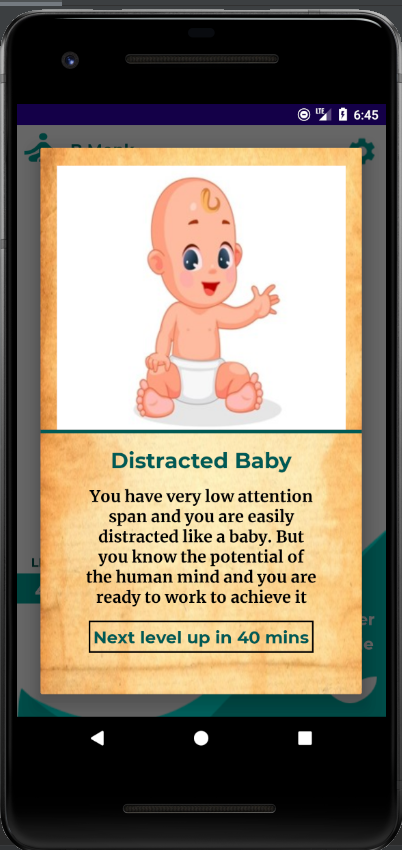 LTE 6:45
Distracted Baby
You have very low attention
span and you are easily
distracted like a baby. But
you know the potential of
the human mind and you are
ready to work to achieve it
Next level up in 40 mins